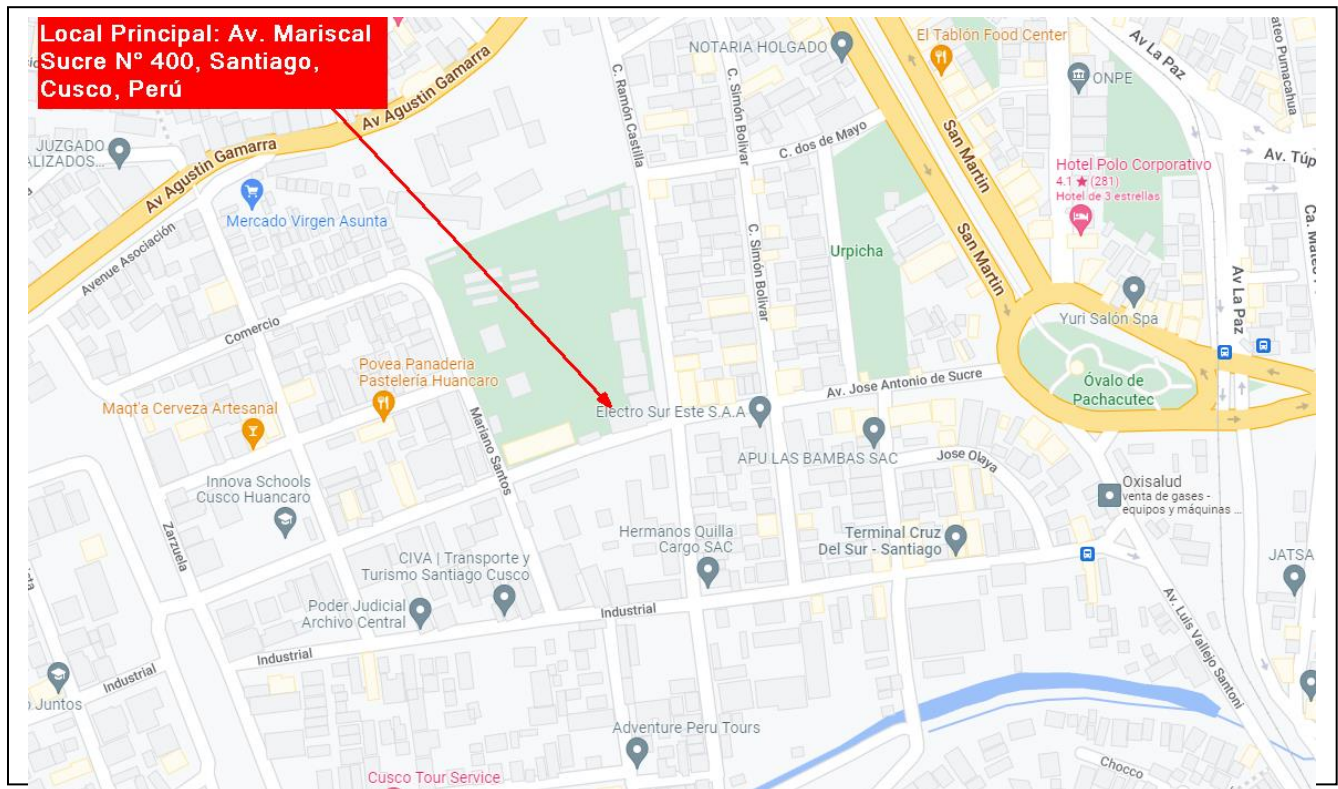 Local Principal: Av. Mariscal
Sucre N° 400, Santiago,
Cusco, Perú
NOTARIA HOLGADO
El Tablón Food Center
Av La Paz
ateo Pumacahua
ONPE
C. Ramón Castilla
C. Simón Bolivar
Av Agustin Gamarra
JUZGADO
ALIZADOS...
Av Agustin Gamarra
C. dos de Mayo
San Martin
Hotel Polo Corporativo
4.1 ★ (281)
Hotel de 3 estrellas
Av. Túp
Mercado Virgen Asunta
Avenue Asociación
C. Simón Bolivar
Urpicha
San Martin
Av La Paz
Yuri Salón Spa
Comercio
Povea Panaderia
Pastelería Huancaro
Av. Jose Antonio de Sucre
Óvalo de
Pachacutec
Maqt'a Cerveza Artesanal
Electro Sur Este S.A.A
Mariano Santos
APU LAS BAMBAS SAC
Jose Olaya
Innova Schools
Cusco Huancaro
Oxisalud
venta de gases -
equipos y máquinas ...
Zarzuela
Hermanos Quilla
Cargo SAC
Terminal Cruz
Del Sur - Santiago
CIVA | Transporte y
Turismo Santiago Cusco
JATSA
Poder Judicial
Archivo Central
Industrial
Av. Luis Vallejo Santoni
Industrial
Industrial
Juntos
Adventure Peru Tours
Chocco
Cusco Tour Service